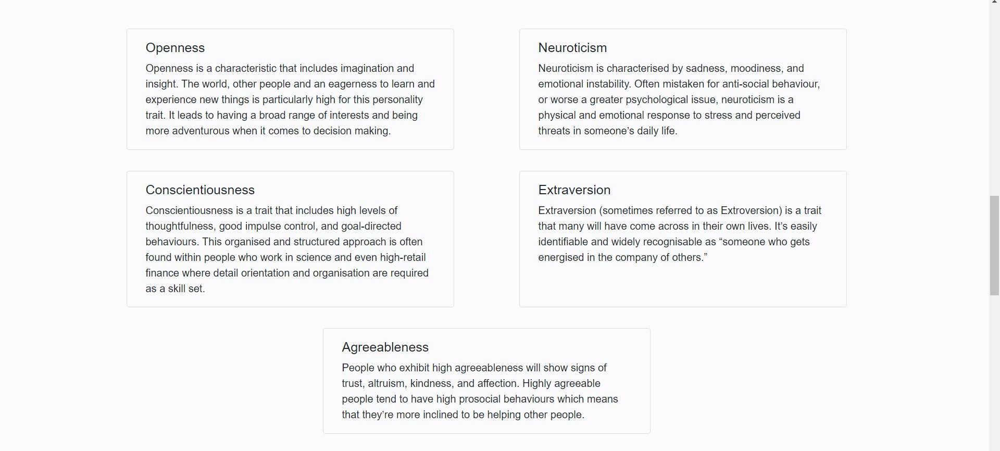 Openness
Openness is a characteristic that includes imagination and
insight. The world, other people and an eagerness to learn and
experience new things is particularly high for this personality
trait. It leads to having a broad range of interests and being
more adventurous when it comes to decision making.
Neuroticism
Neuroticism is characterised by sadness, moodiness, and
emotional instability. Often mistaken for anti-social behaviour,
or worse a greater psychological issue, neuroticism is a
physical and emotional response to stress and perceived
threats in someone’s daily life.
Conscientiousness
Conscientiousness is a trait that includes high levels of
thoughtfulness, good impulse control, and goal-directed
behaviours. This organised and structured approach is often
found within people who work in science and even high-retail
finance where detail orientation and organisation are required
as a skill set.
Extraversion
Extraversion (sometimes referred to as Extroversion) is a trait
that many will have come across in their own lives. It’s easily
identifiable and widely recognisable as “someone who gets
energised in the company of others.”
Agreeableness
People who exhibit high agreeableness will show signs of
trust, altruism, kindness, and affection. Highly agreeable
people tend to have high prosocial behaviours which means
that they’re more inclined to be helping other people.